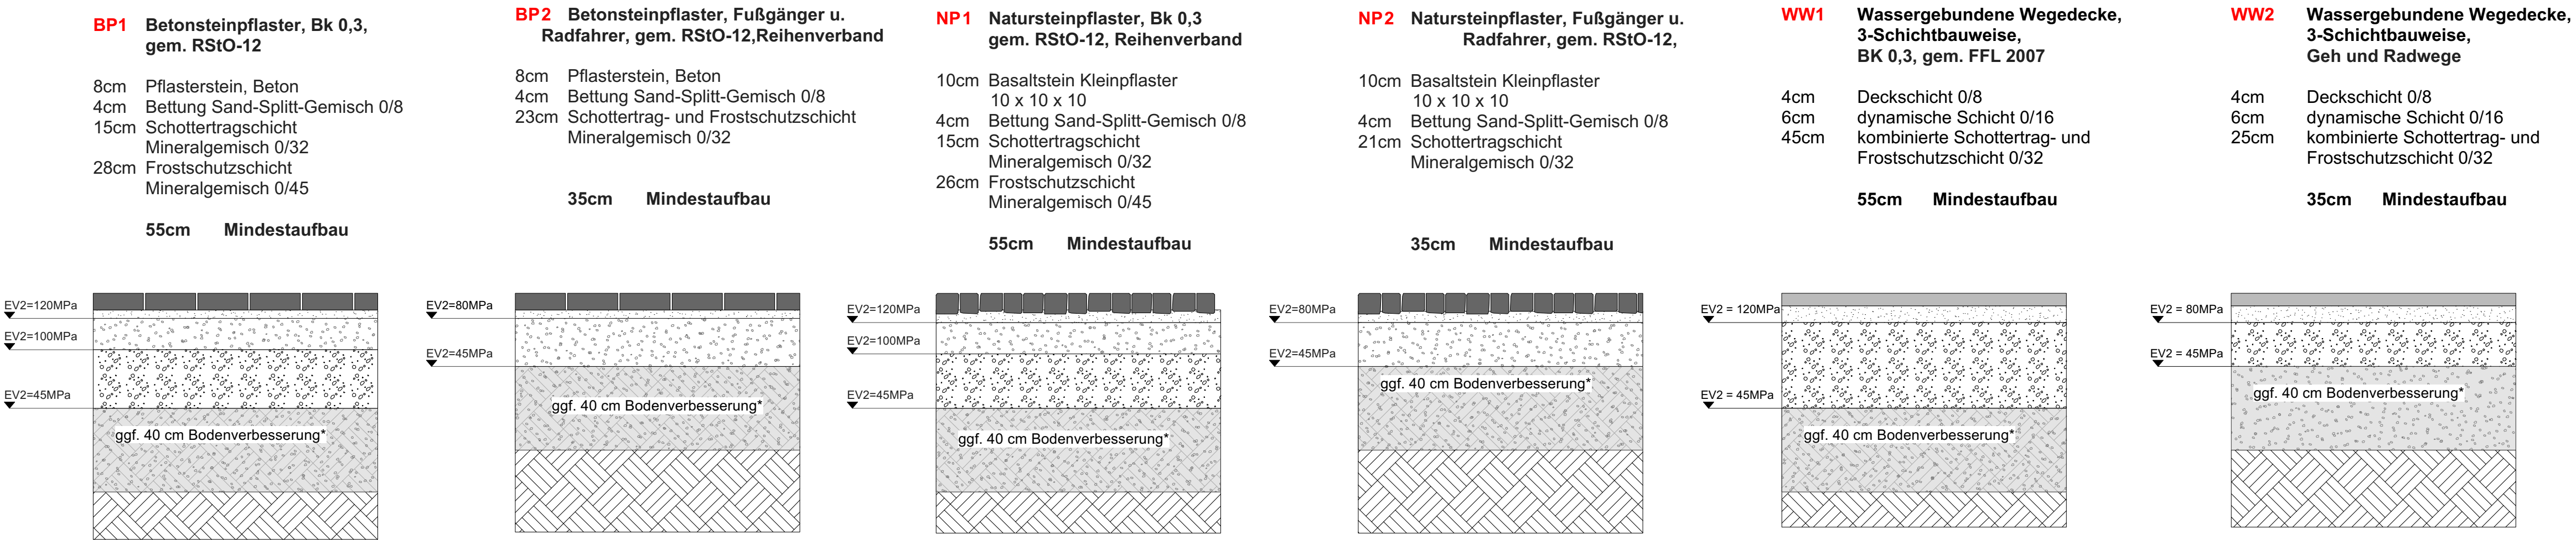 BP1 Betonsteinpflaster, Bk 0,3,
gem. RStO-12
8cm Pflasterstein, Beton
4cm Bettung Sand-Splitt-Gemisch 0/8
15cm Schottertragschicht
Mineralgemisch 0/32
28cm Frostschutzschicht
Mineralgemisch 0/45
55cm Mindestaufbau
EV2=120MPa
EV2=100MPa
EV2=45MPa
ggf. 40 cm Bodenverbesserung*
BP2 Betonsteinpflaster, Fußgänger u.
Radfahrer, gem. RStO-12,Reihenverband
8cm Pflasterstein, Beton
4cm Bettung Sand-Splitt-Gemisch 0/8
23cm Schottertrag- und Frostschutzschicht
Mineralgemisch 0/32
35cm Mindestaufbau
EV2=80MPa
EV2=45MPa
ggf. 40 cm Bodenverbesserung*
NP1 Natursteinpflaster, Bk 0,3
gem. RStO-12, Reihenverband
10cm Basaltstein Kleinpflaster
10 x 10 x 10
4cm Bettung Sand-Splitt-Gemisch 0/8
15cm Schottertragschicht
Mineralgemisch 0/32
26cm Frostschutzschicht
Mineralgemisch 0/45
55cm Mindestaufbau
EV2=120MPa
EV2=100MPa
EV2=45MPa
ggf. 40 cm Bodenverbesserung*
NP2 Natursteinpflaster, Fußgänger u.
Radfahrer, gem. RStO-12,
10cm Basaltstein Kleinpflaster
10 x 10 x 10
4cm Bettung Sand-Splitt-Gemisch 0/8
21cm Schottertragschicht
Mineralgemisch 0/32
35cm Mindestaufbau
EV2=80MPa
EV2=45MPa
ggf. 40 cm Bodenverbesserung*
WW1 Wassergebundene Wegedecke,
3-Schichtbauweise,
BK 0,3, gem. FFL 2007
4cm Deckschicht 0/8
6cm dynamische Schicht 0/16
45cm kombinierte Schottertrag- und
Frostschutzschicht 0/32
55cm Mindestaufbau
EV2 = 120MPa
EV2 = 45MPa
ggf. 40 cm Bodenverbesserung*
WW2 Wassergebundene Wegedecke,
3-Schichtbauweise,
Geh und Radwege
4cm Deckschicht 0/8
6cm dynamische Schicht 0/16
25cm kombinierte Schottertrag- und
Frostschutzschicht 0/32
35cm Mindestaufbau
EV2 = 80MPa
EV2 = 45MPa
ggf. 40 cm Bodenverbesserung*